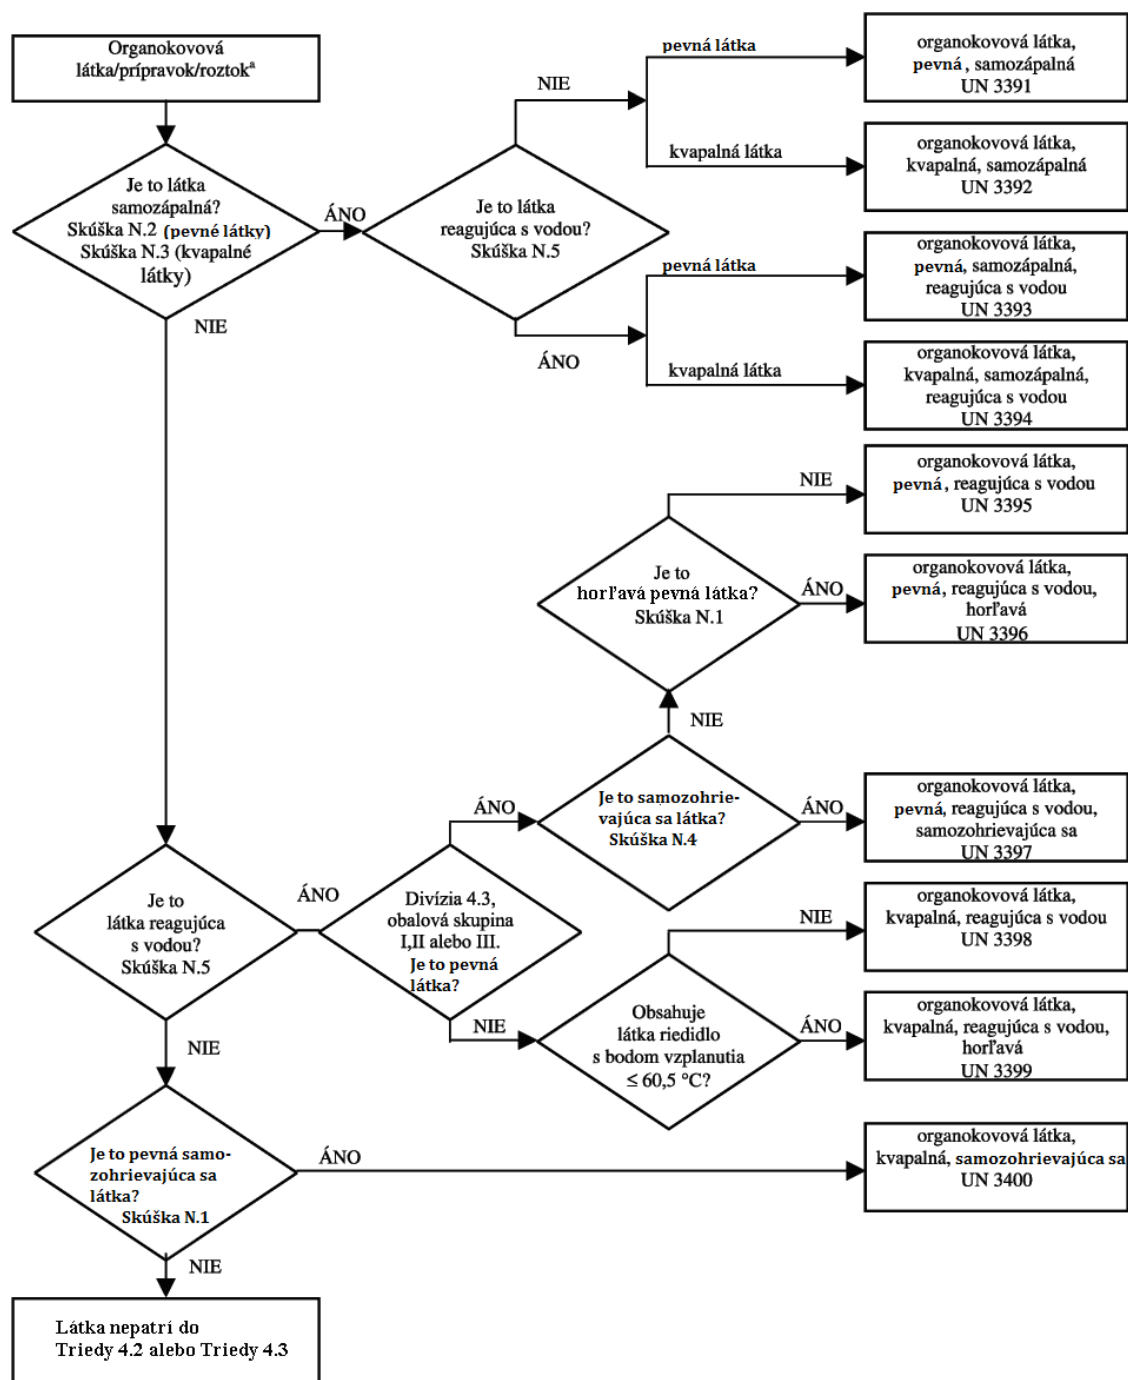 Organokovová
látka/prípravok/roztokª
Je to látka
samozápalná?
Skúška N.2 (pevné látky)
Skúška N.3 (kvapalné
látky)
ÁNO
NIE
Je to látka
reagujúca s vodou?
Skúška N.5
NIE
pevná látka
organokovová látka,
pevná, samozápalná
UN 3391
kvapalná látka
organokovová látka,
kvapalná, samozápalná
UN 3392
ÁNO
pevná látka
organokovová látka,
pevná, samozápalná,
reagujúca s vodou
UN 3393
kvapalná látka
organokovová látka,
kvapalná, samozápalná,
reagujúca s vodou
UN 3394
NIE
organokovová látka,
pevná, reagujúca s vodou
UN 3395
Je to
horľavá pevná látka?
Skúška N.1
ÁNO
organokovová látka,
pevná, reagujúca s vodou,
horľavá
UN 3396
NIE
ÁNO
Je to samozohrie-
vajúca sa látka?
Skúška N.4
ÁNO
organokovová látka,
pevná, reagujúca s vodou,
samozohrievajúca sa
UN 3397
Je to
látka reagujúca
s vodou?
Skúška N.5
ÁNO
Divízia 4.3,
obalová skupina
I,II alebo III.
Je to pevná
látka?
NIE
organokovová látka,
kvapalná, reagujúca s vodou
UN 3398
NIE
Obsahuje
látka riedidlo
s bodom vzplanutia
≤ 60,5 °C?
ÁNO
organokovová látka,
kvapalná, reagujúca s vodou,
horľavá
UN 3399
NIE
Je to pevná samo-
zohrievajúca sa
látka?
Skúška N.1
ÁNO
organokovová látka,
kvapalná, samozohrievajúca sa
UN 3400
NIE
Látka nepatrí do
Triedy 4.2 alebo Triedy 4.3